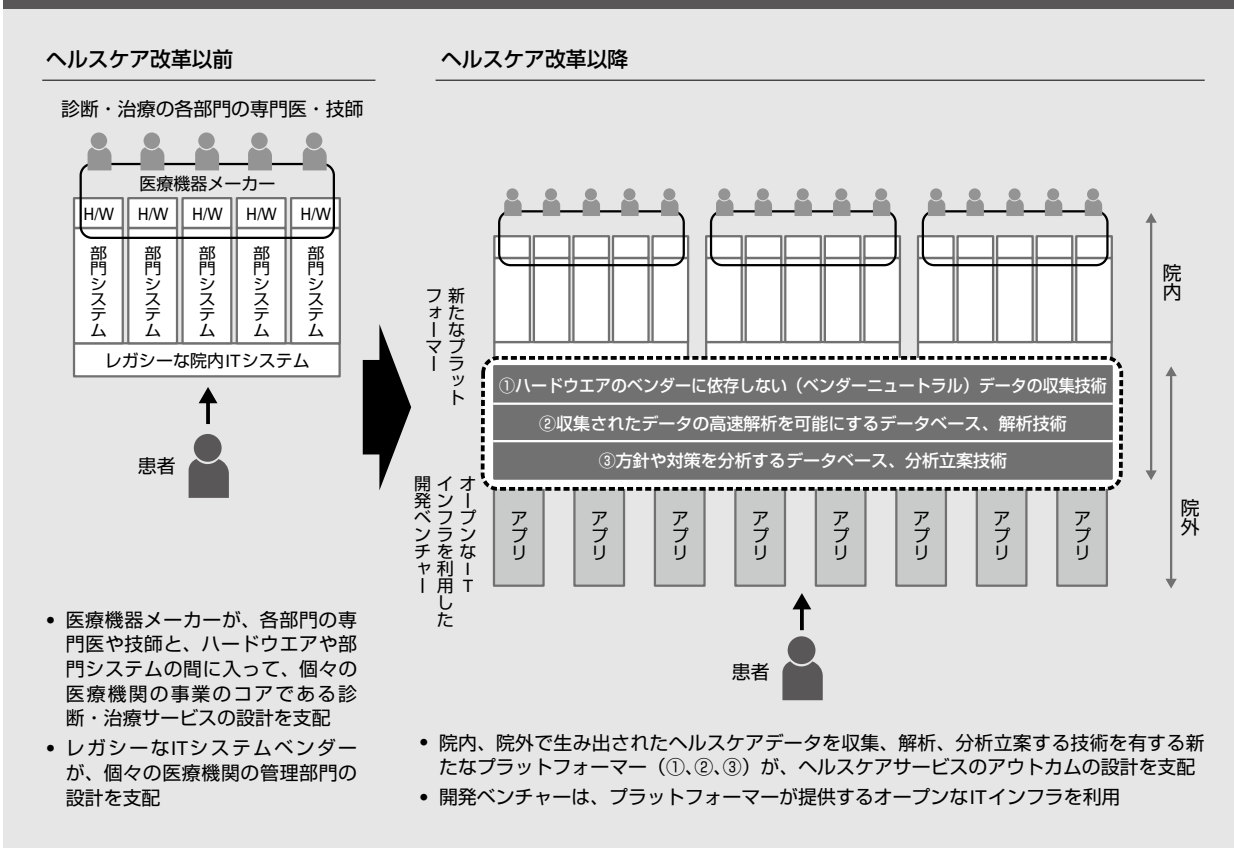 ヘルスケア改革以前
診断・治療の各部門の専門医・技師
医療機器メーカー
H/W
H/W
H/W
H/W
H/W
部門システム
部門システム
部門システム
部門システム
部門システム
レガシーな院内ITシステム
患者
• 医療機器メーカーが、各部門の専
門医や技師と、ハードウエアや部
門システムの間に入って、個々の
医療機関の事業のコアである診
断・治療サービスの設計を支配
• レガシーなITシステムベンダー
が、個々の医療機関の管理部門の
設計を支配
ヘルスケア改革以降
新たなプラット
フォーマー
①ハードウエアのベンダーに依存しない（ベンダーニュートラル）データの収集技術
②収集されたデータの高速解析を可能にするデータベース、解析技術
③方針や対策を分析するデータベース、分析立案技術
院内
院外
オープンなIT
インフラを利用した
開発ベンチャー
アプリ
アプリ
アプリ
アプリ
アプリ
アプリ
アプリ
アプリ
患者
• 院内、院外で生み出されたヘルスケアデータを収集、解析、分析立案する技術を有する新
たなプラットフォーマー（①、②、③）が、ヘルスケアサービスのアウトカムの設計を支配
• 開発ベンチャーは、プラットフォーマーが提供するオープンなITインフラを利用